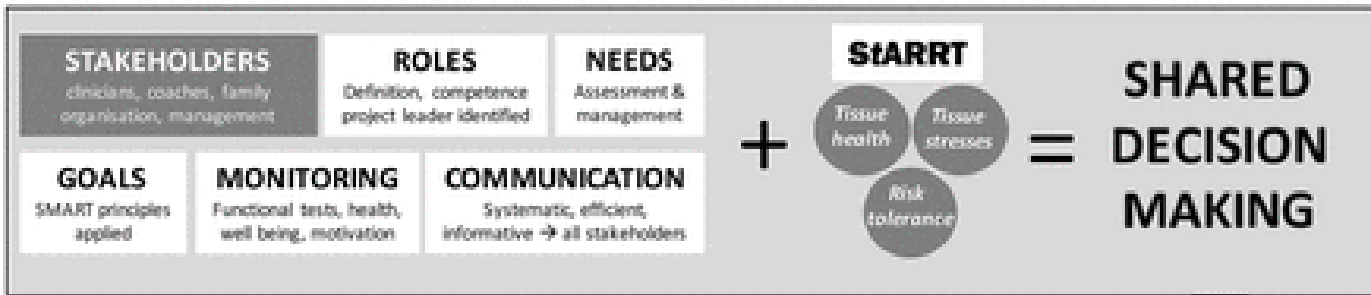 STAKEHOLDERS
clinicians, coaches, family
organisation, management
ROLES
Definition, competence
project leader identified
NEEDS
Assessment &
management
GOALS
SMART principles
applied
MONITORING
Functional tests, health,
well being, motivation
COMMUNICATION
Systematic, efficient,
informative → all stakeholders
+
StARRT
Tissue
health
Tissue
stresses
Risk
tolerance
=
SHARED
DECISION
MAKING